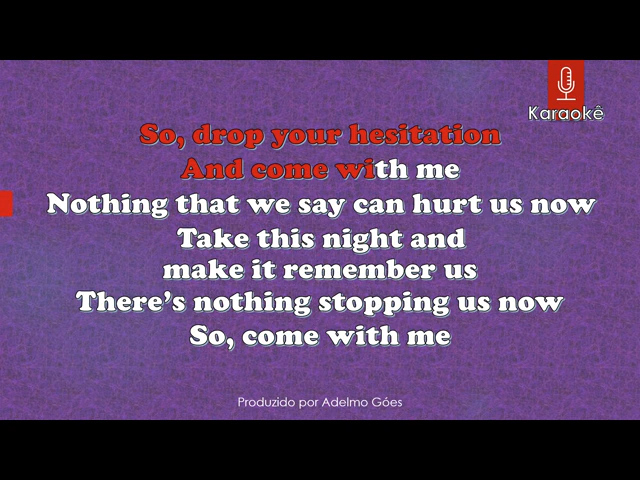 Karaokê
So, drop your hesitation
And come with me
Nothing that we say can hurt us now
Take this night and
make it remember us
There's nothing stopping us now
So, come with me
Produzido por Adelmo Góes